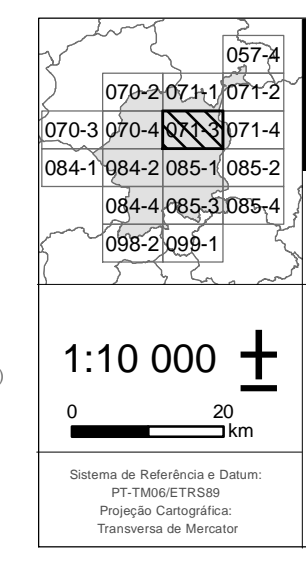 057-4
070-2 071-1 071-2
070-3 070-4 071-3 071-4
084-1 084-2 085-1 085-2
084-4 085-3 085-4
098-2 099-1
1:10 000
0 20
km
Sistema de Referência e Datum:
PT-TM06/ETRS89
Projeção Cartográfica:
Transversa de Mercator
)